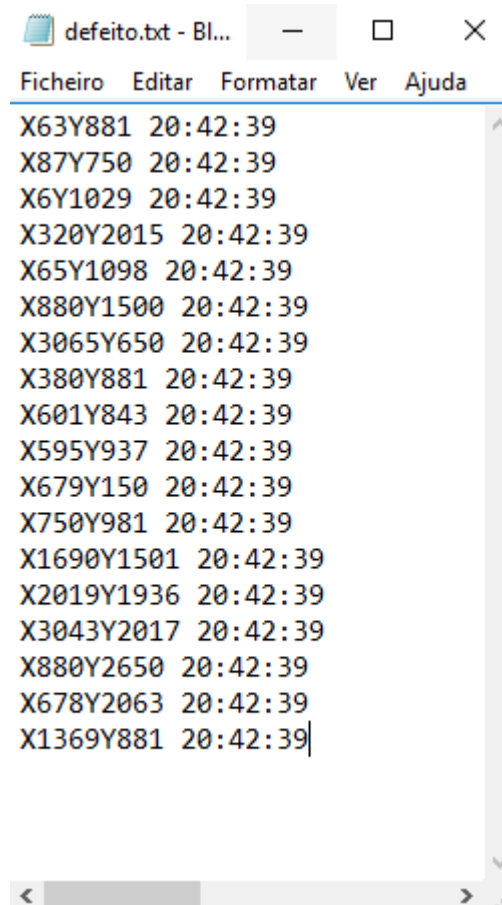 defeito.txt - Bl...
Ficheiro Editar Formatar Ver Ajuda
X63Y881 20:42:39
X87Y750 20:42:39
X6Y1029 20:42:39
X320Y2015 20:42:39
X65Y1098 20:42:39
X880Y1500 20:42:39
X3065Y650 20:42:39
X380Y881 20:42:39
X601Y843 20:42:39
X595Y937 20:42:39
X679Y150 20:42:39
X750Y981 20:42:39
X1690Y1501 20:42:39
X2019Y1936 20:42:39
X3043Y2017 20:42:39
X880Y2650 20:42:39
X678Y2063 20:42:39
X1369Y881 20:42:39